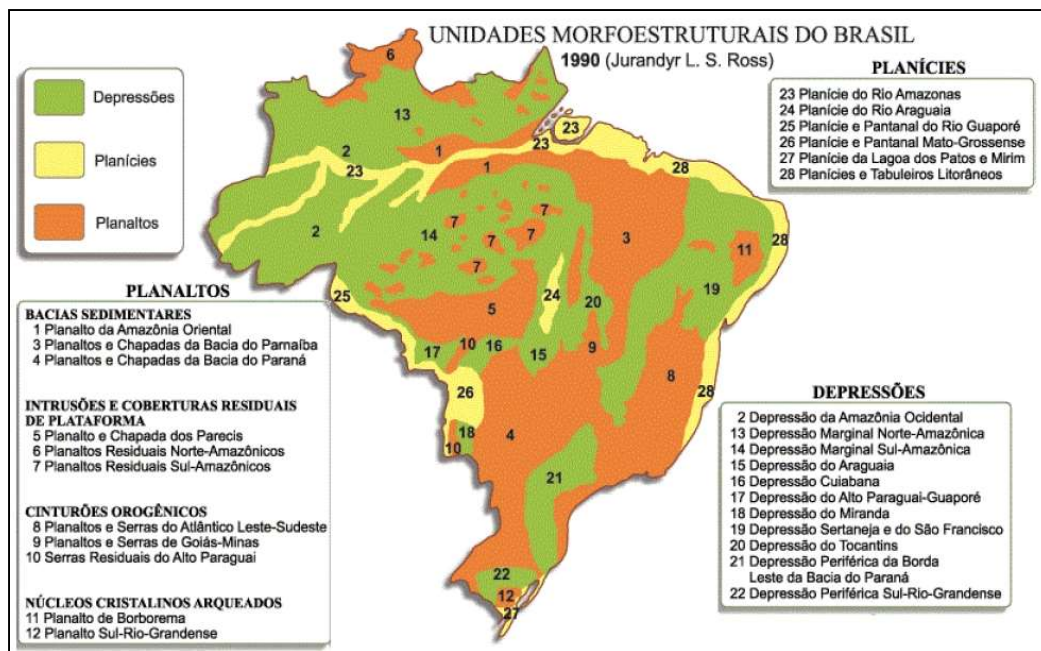 UNIDADES MORFOESTRUTURAIS DO BRASIL
1990 (Jurandyr L. S. Ross)
Depressões
Planícies
Planaltos
PLANÍCIES
23 Planície do Rio Amazonas
24 Planície do Rio Araguaia
25 Planície e Pantanal do Rio Guaporé
26 Planície e Pantanal Mato-Grossense
27 Planície da Lagoa dos Patos e Mirim
28 Planícies e Tabuleiros Litorâneos
6
13
23
2
1
23
1
28
23
7
7
3
2
14
7
7
11
28
7
25
5
24
20
19
17
10
16
15
9
26
8
28
18
4
10
21
22
12
27
PLANALTOS
BACIAS SEDIMENTARES
1 Planalto da Amazônia Oriental
3 Planaltos e Chapadas da Bacia do Parnaíba
4 Planaltos e Chapadas da Bacia do Paraná
INTRUSÕES E COBERTURAS RESIDUAIS
DE PLATAFORMA
5 Planalto e Chapada dos Parecis
6 Planaltos Residuais Norte-Amazônicos
7 Planaltos Residuais Sul-Amazônicos
CINTURÕES OROGÊNICOS
8 Planaltos e Serras do Atlântico Leste-Sudeste
9 Planaltos e Serras de Goiás-Minas
10 Serras Residuais do Alto Paraguai
NÚCLEOS CRISTALINOS ARQUEADOS
11 Planalto de Borborema
12 Planalto Sul-Rio-Grandense
DEPRESSÕES
2 Depressão da Amazônia Ocidental
13 Depressão Marginal Norte-Amazônica
14 Depressão Marginal Sul-Amazônica
15 Depressão do Araguaia
16 Depressão Cuiabana
17 Depressão do Alto Paraguai-Guaporé
18 Depressão do Miranda
19 Depressão Sertaneja e do São Francisco
20 Depressão do Tocantins
21 Depressão Periférica da Borda
Leste da Bacia do Paraná
22 Depressão Periférica Sul-Rio-Grandense